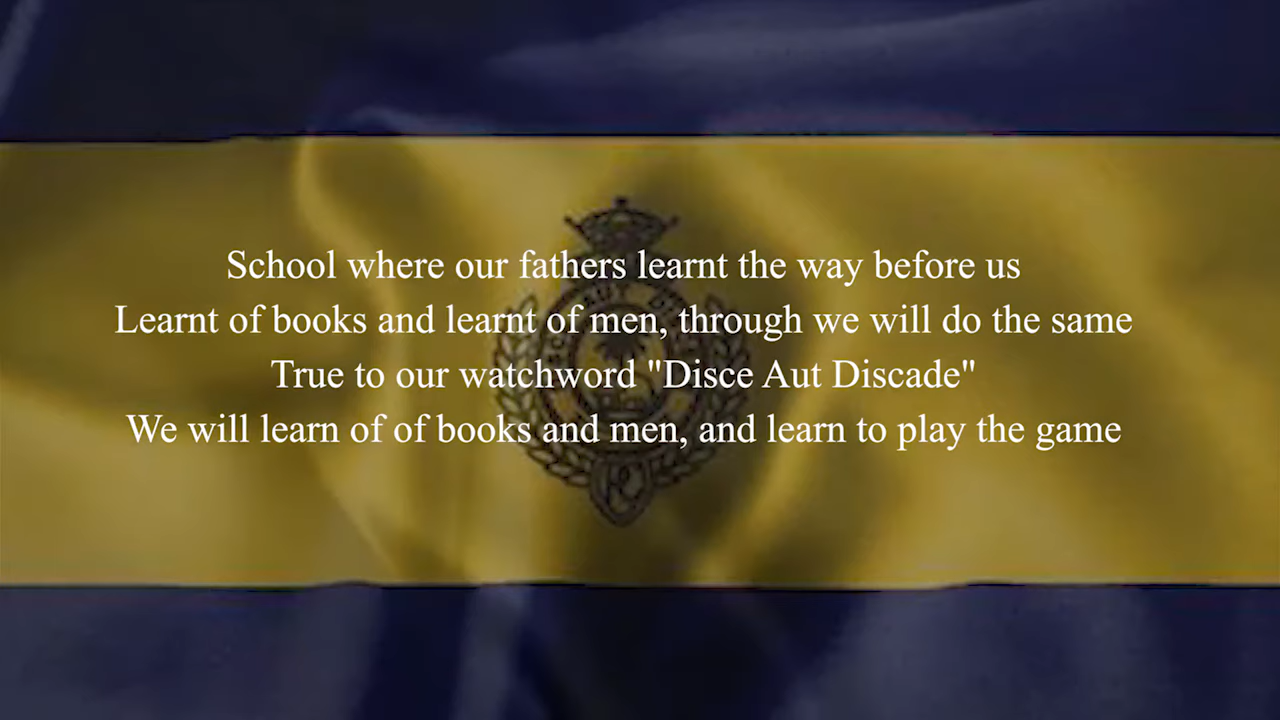 School where our fathers learnt the way before us
Learnt of books and learnt of men, through we will do the same
True to our watchword "Disce Aut Discade"
We will learn of of books and men, and learn to play the game